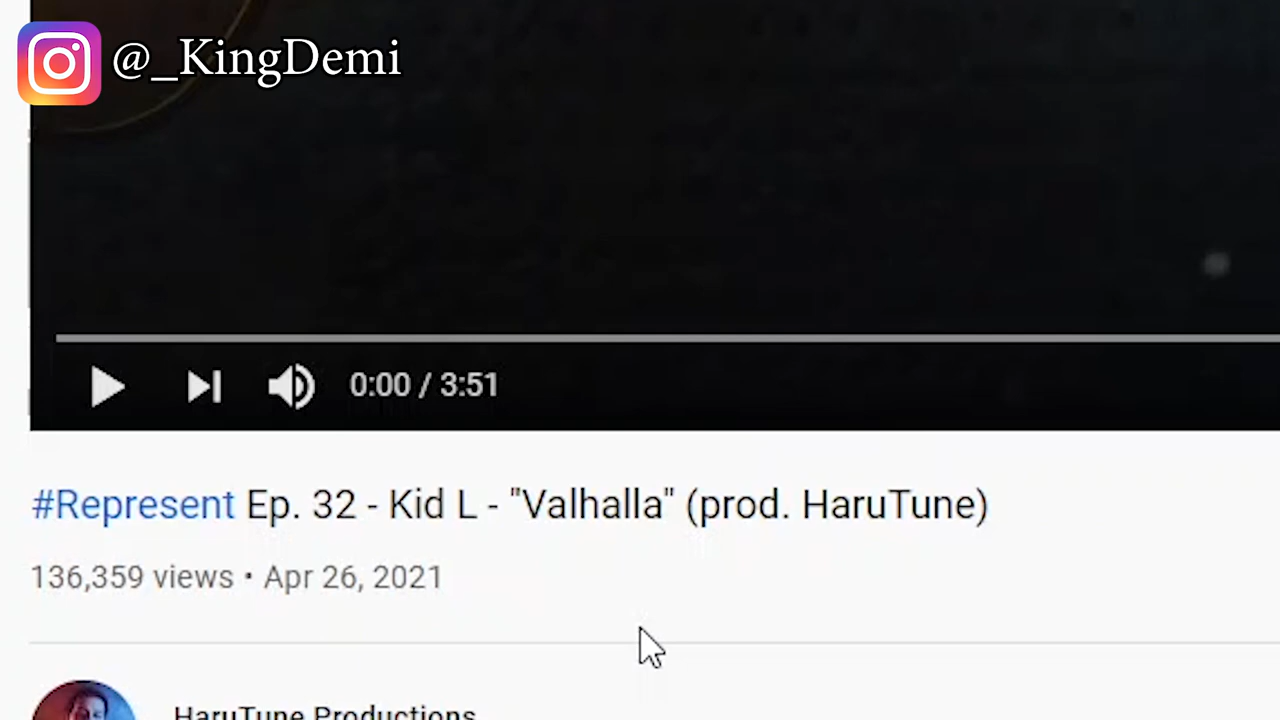 @_KingDemi
0:00 / 3:51
#Represent Ep. 32 - Kid L - "Valhalla" (prod. HaruTune)
136,359 views • Apr 26, 2021
HaruTune Productions